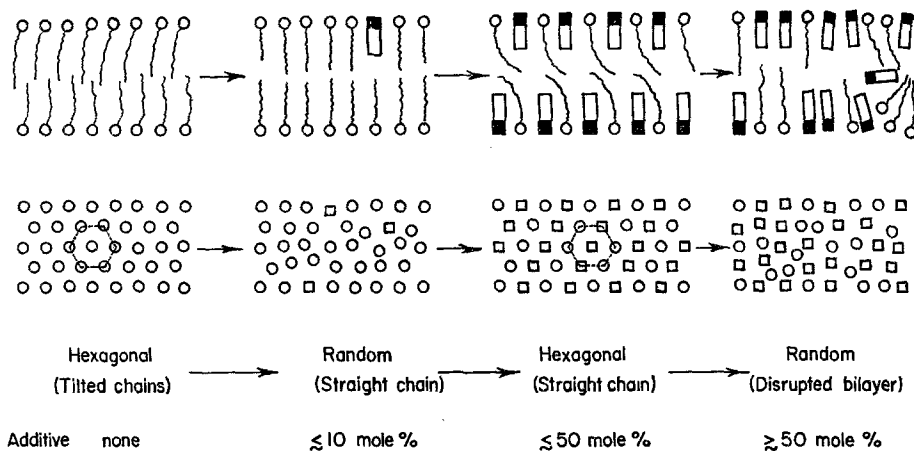 Hexagonal Random Hexagonal Random
(Tilted chains) (Straight chain) (Straight chain) (Disrupted bilayer)
Additive none ≲10 mole % ≲50 mole % ≳50 mole %